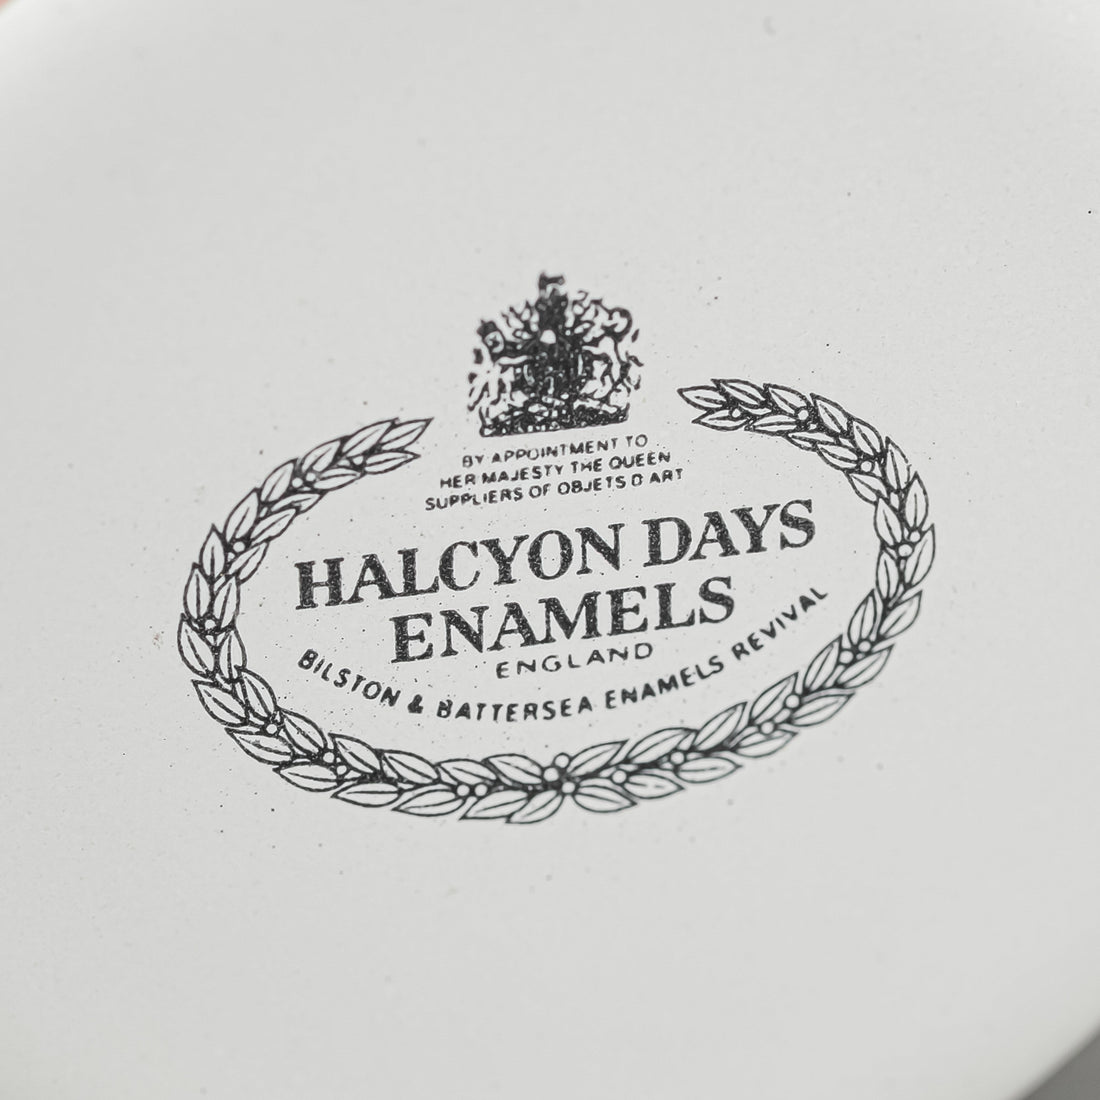 BY APPOINTMENT TO
HER MAJESTY THE QUEEN
SUPPLIERS OF OBJETS D ART
HALCYON DAYS
ENAMELS
ENGLAND
BILSTON & BATTERSEA ENAMELS REVIVAL